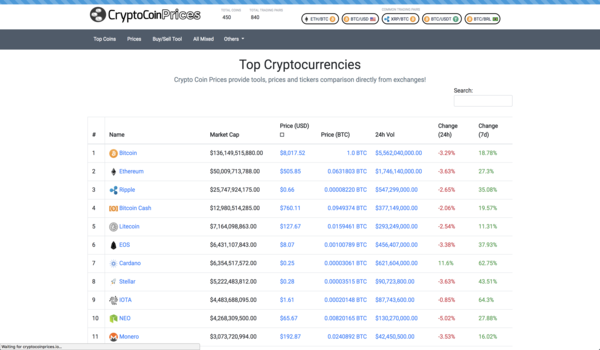 CryptoCoinPrices
TOTAL COINS
450
TOTAL TRADING PAIRS
840
COMMON TRADING PAIRS
ETH/BTC BTC/USD XRP/BTC BTC/USDT BTC/BRL
Top Coins Prices Buy/Sell Tool All Mixed Others
Top Cryptocurrencies
Crypto Coin Prices provide tools, prices and tickers comparison directly from exchanges!
Search:
# Name Market Cap Price (USD) Price (BTC) 24h Vol Change (24h) Change (7d)
1 Bitcoin $136,149,515,880.00 $8,017.52 1.0 BTC $5,562,040,000.00 -3.29% 18.78%
2 Ethereum $50,009,713,788.00 $505.85 0.0631803 BTC $1,746,140,000.00 -3.63% 27.3%
3 Ripple $25,747,924,175.00 $0.66 0.00008220 BTC $547,299,000.00 -2.65% 35.08%
4 Bitcoin Cash $12,980,514,285.00 $760.11 0.0949374 BTC $377,149,000.00 -2.06% 19.57%
5 Litecoin $7,164,098,863.00 $127.67 0.0159461 BTC $293,249,000.00 -2.54% 11.31%
6 EOS $6,431,107,843.00 $8.07 0.00100789 BTC $456,407,000.00 -3.38% 37.93%
7 Cardano $6,354,517,572.00 $0.25 0.00003061 BTC $621,604,000.00 11.6% 62.75%
8 Stellar $5,222,483,812.00 $0.28 0.00003515 BTC $90,723,800.00 -3.63% 43.51%
9 IOTA $4,483,688,095.00 $1.61 0.00020148 BTC $87,743,600.00 -0.85% 64.3%
10 NEO $4,268,309,500.00 $65.67 0.00820165 BTC $130,270,000.00 -5.02% 27.88%
11 Monero $3,073,720,994.00 $192.87 0.0240892 BTC $42,450,500.00 -3.53% 16.02%
Waiting for cryptocoinprices.io...